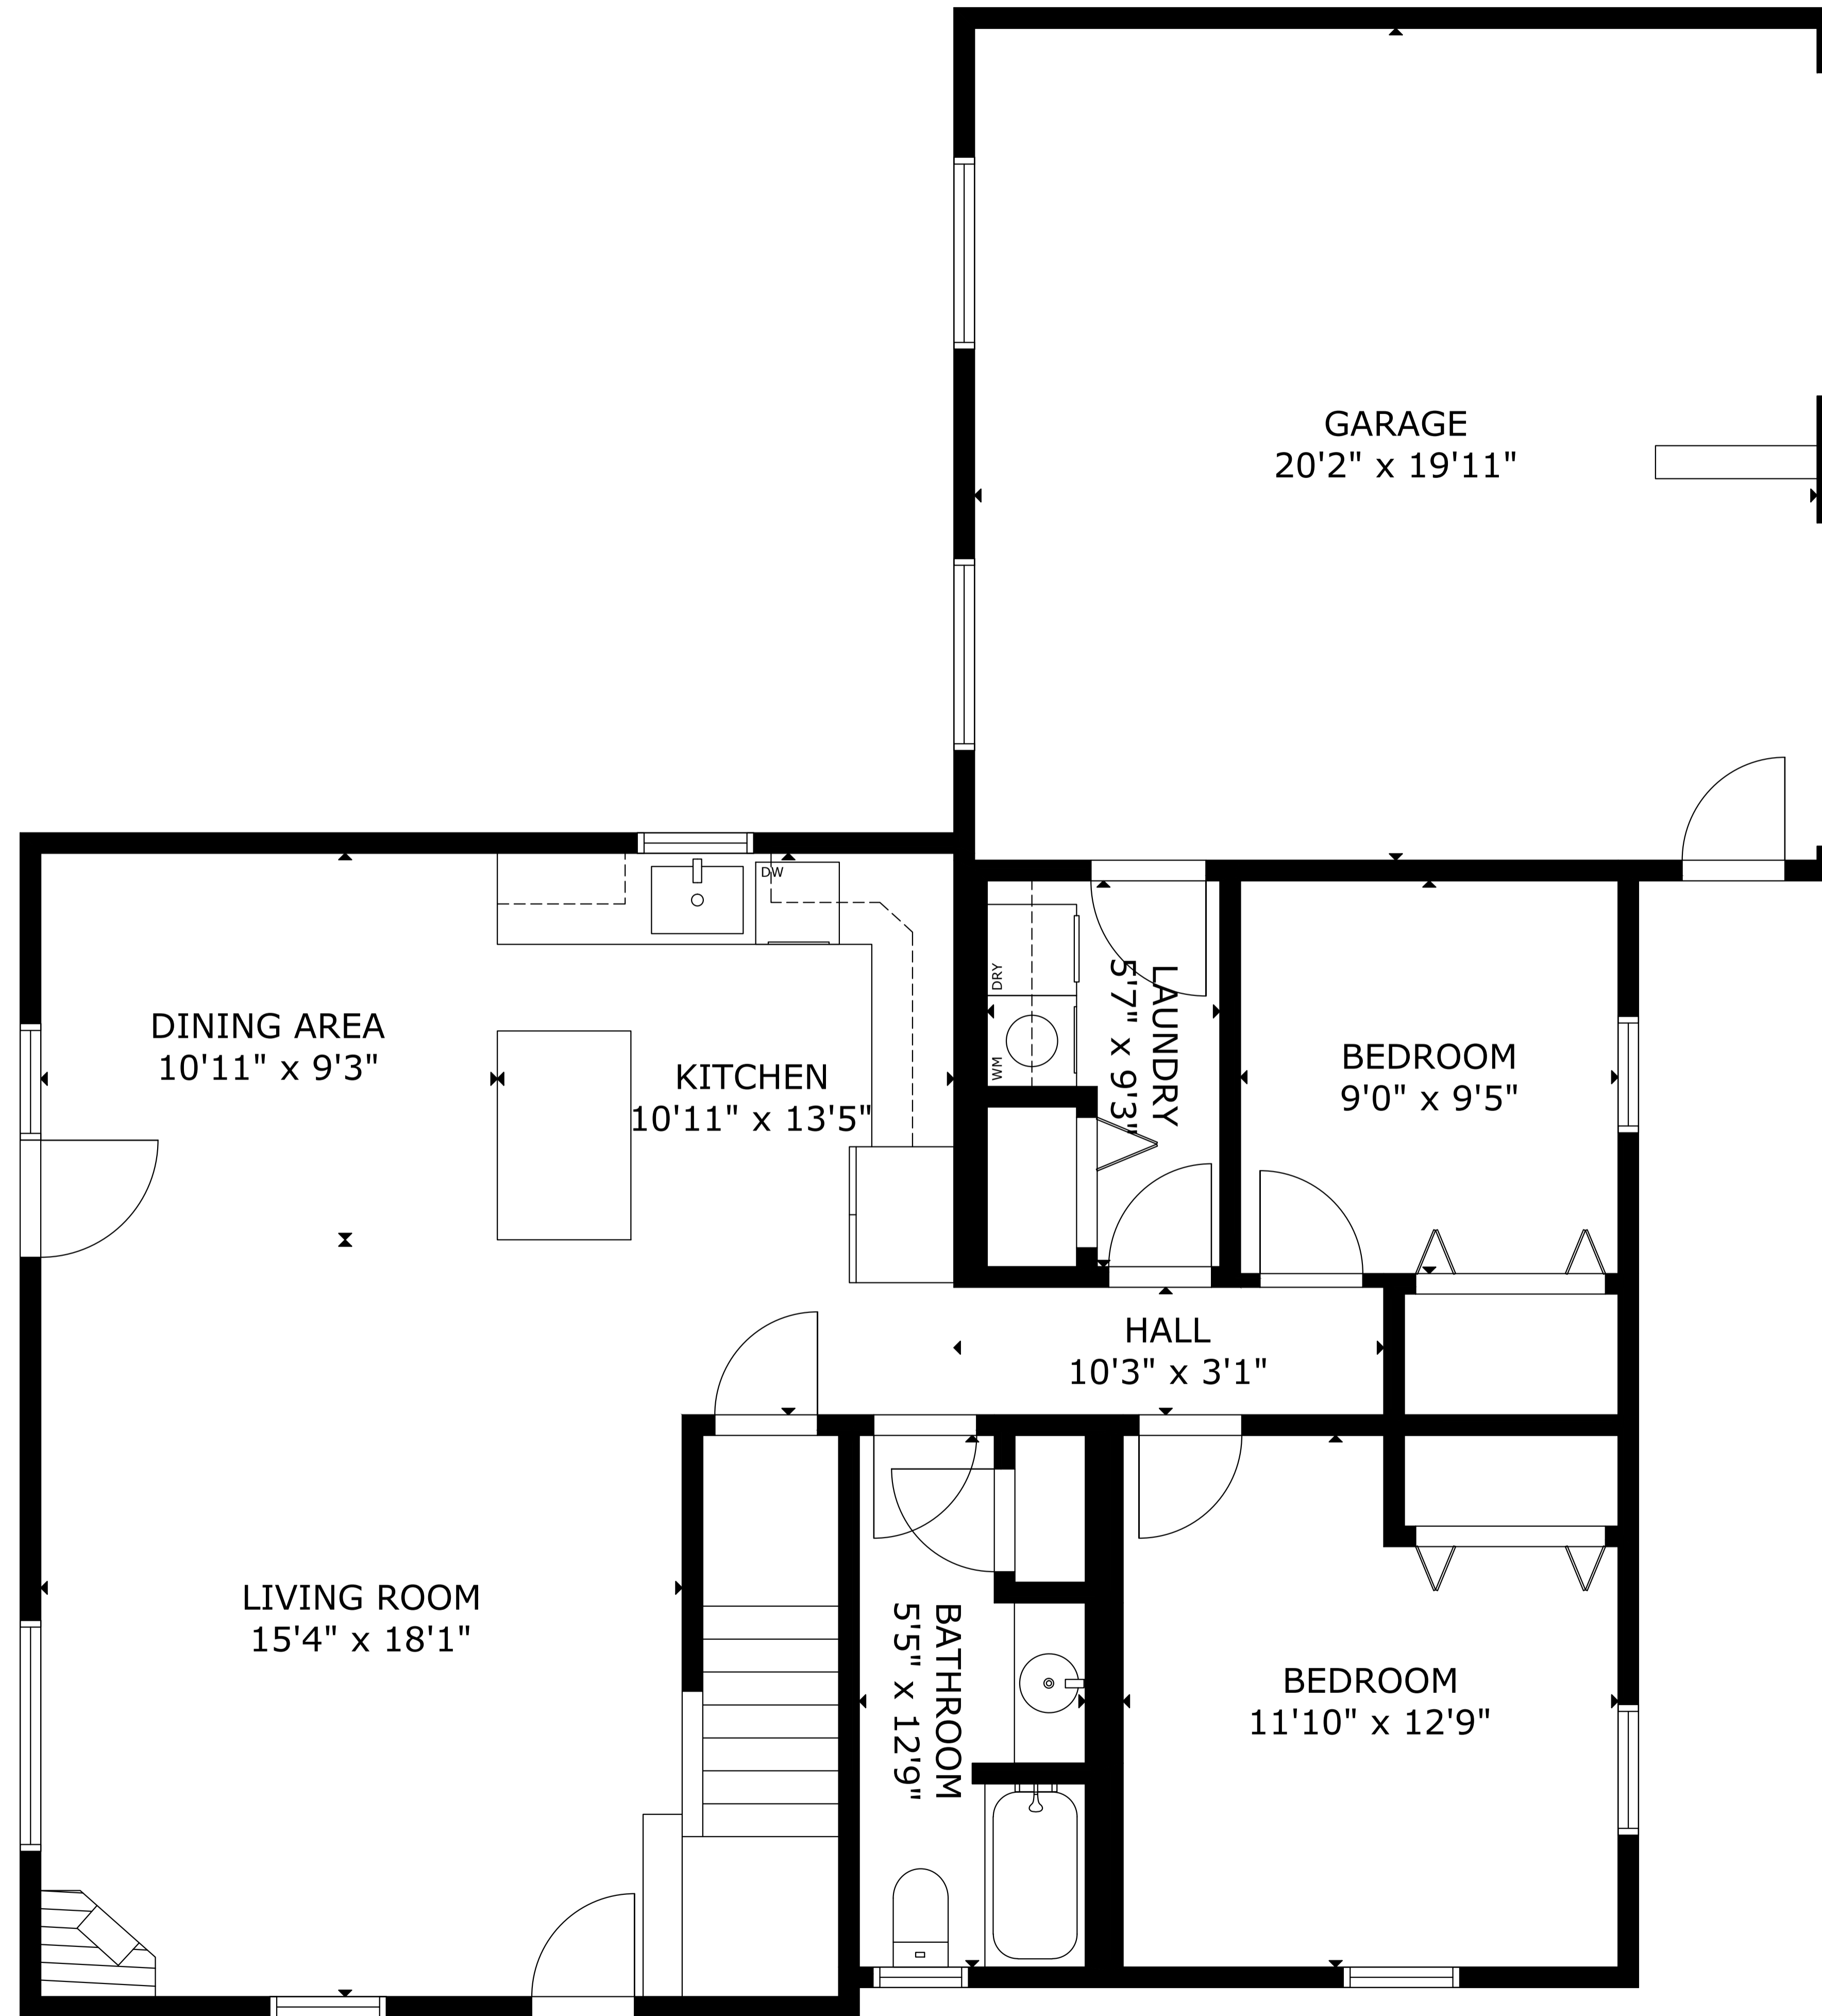 GARAGE
20'2" x 19'11"
DW
DINING AREA
10'11" x 9'3"
KITCHEN
10'11" x 13'5"
DRY
WM
LAUNDRY
5'7" x 9'3"
BEDROOM
9'0" x 9'5"
HALL
10'3" x 3'1"
LIVING ROOM
15'4" x 18'1"
BATHROOM
5'5" x 12'9"
BEDROOM
11'10" x 12'9"